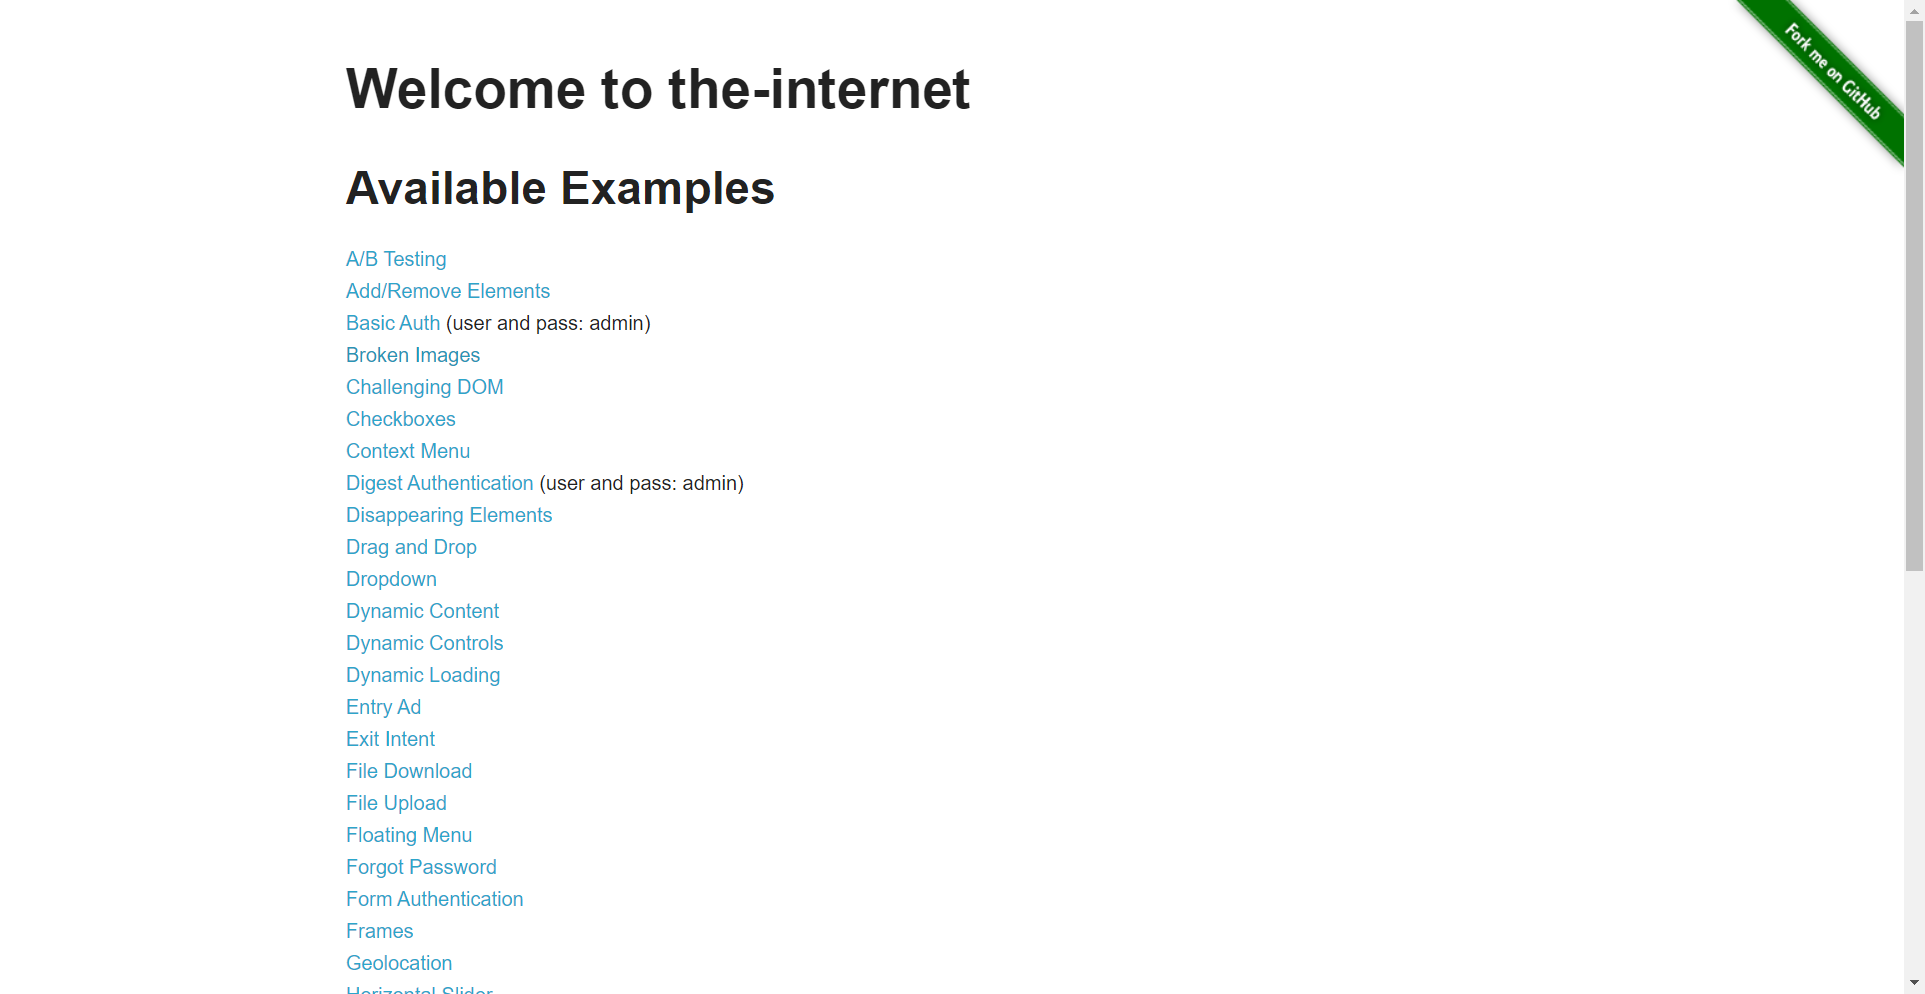 Fork me on GitHub
Welcome to the-internet
Available Examples
A/B Testing
Add/Remove Elements
Basic Auth (user and pass: admin)
Broken Images
Challenging DOM
Checkboxes
Context Menu
Digest Authentication (user and pass: admin)
Disappearing Elements
Drag and Drop
Dropdown
Dynamic Content
Dynamic Controls
Dynamic Loading
Entry Ad
Exit Intent
File Download
File Upload
Floating Menu
Forgot Password
Form Authentication
Frames
Geolocation
Horizontal Slider